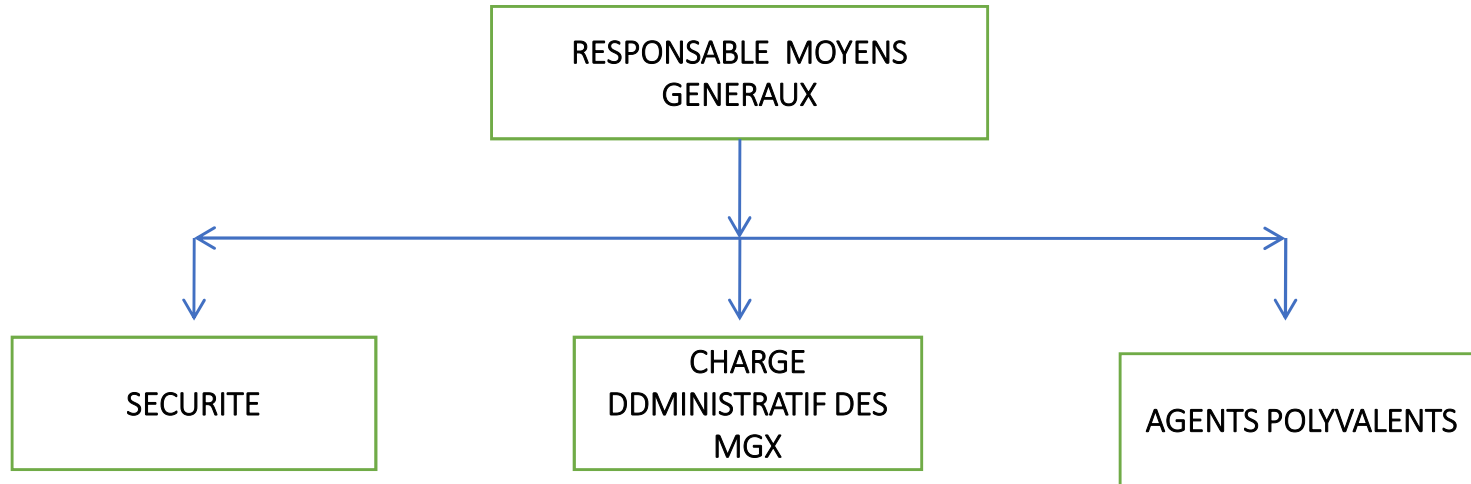 RESPONSABLE MOYENS
GENERAUX
SECURITE
CHARGE
DDMINISTRATIF DES
MGX
AGENTS POLYVALENTS